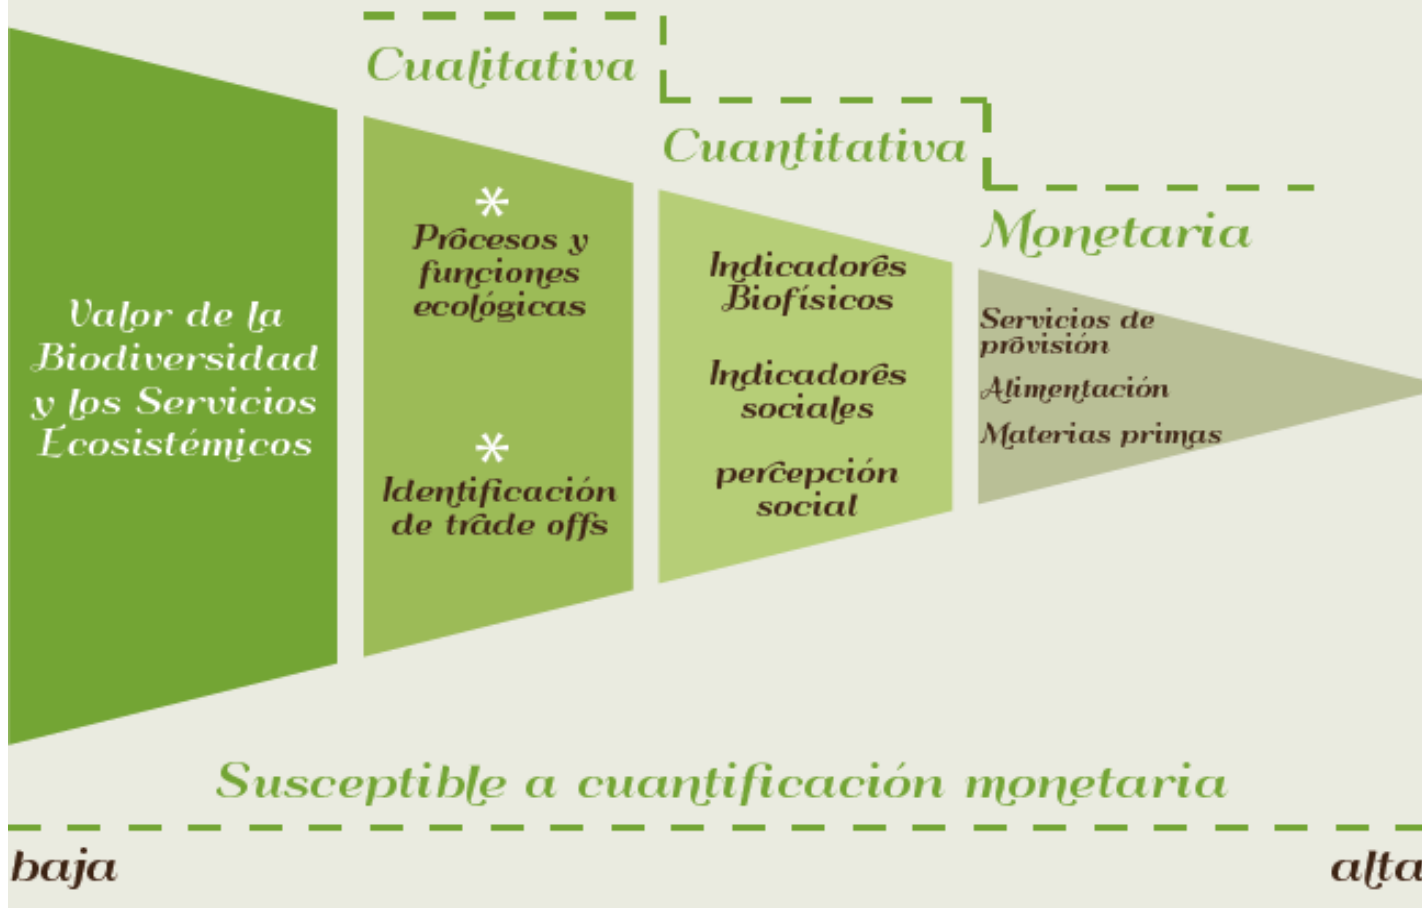 Cualitativa
Cuantitativa
Monetaria
Valor de la
Biodiversidad
y los Servicios
Ecosistémicos
*
Procesos y
funciones
ecológicas
*
Identificación
de trade offs
Indicadores
Biofísicos
Indicadores
sociales
percepción
social
Servicios de
provisión
Alimentación
Materias primas
Susceptible a cuantificación monetaria
baja
alta